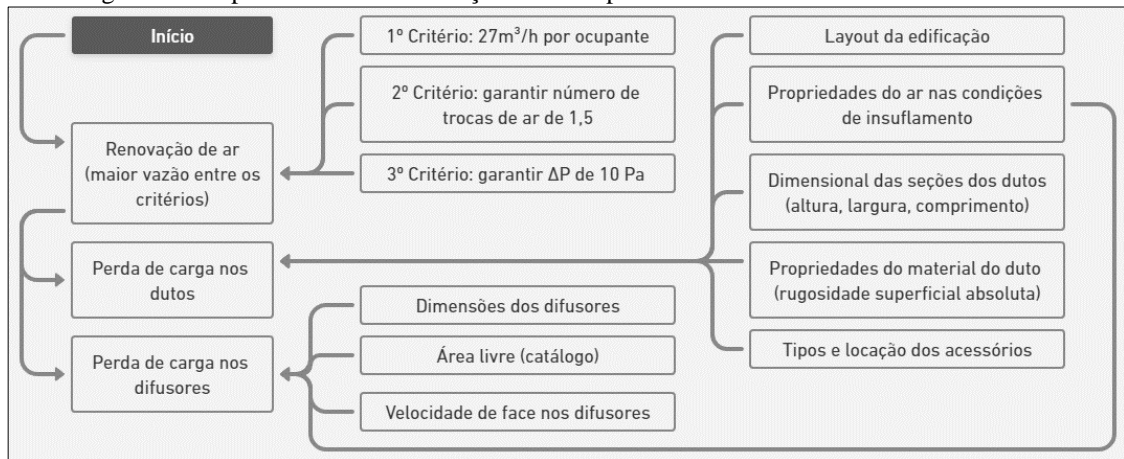 Início
Renovação de ar
(maior vazão entre os
critérios)
Perda de carga nos
dutos
Perda de carga nos
difusores
1º Critério: 27m³/h por ocupante
2º Critério: garantir número de
trocas de ar de 1,5
3º Critério: garantir ΔP de 10 Pa
Dimensões dos difusores
Área livre (catálogo)
Velocidade de face nos difusores
Layout da edificação
Propriedades do ar nas condições
de insuflamento
Dimensional das seções dos dutos
(altura, largura, comprimento)
Propriedades do material do duto
(rugosidade superficial absoluta)
Tipos e locação dos acessórios